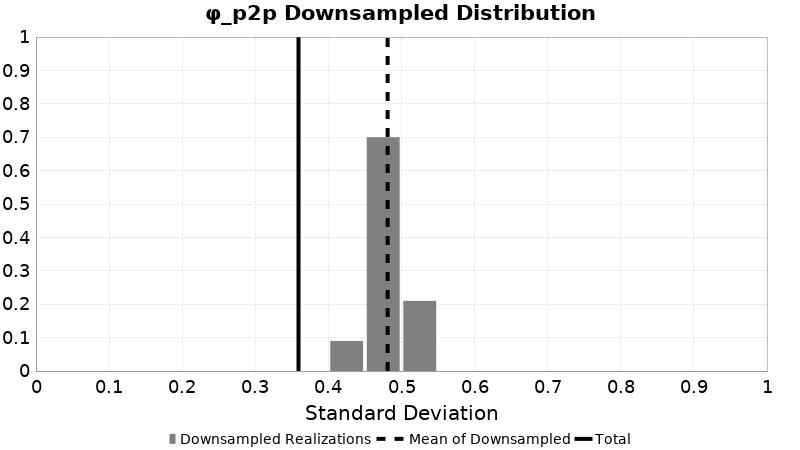 φ_p2p Downsampled Distribution
1
0.9
0.8
0.7
0.6
0.5
0.4
0.3
0.2
0.1
0
0 0.1 0.2 0.3 0.4 0.5 0.6 0.7 0.8 0.9 1
Standard Deviation
Downsampled Realizations Mean of Downsampled Total